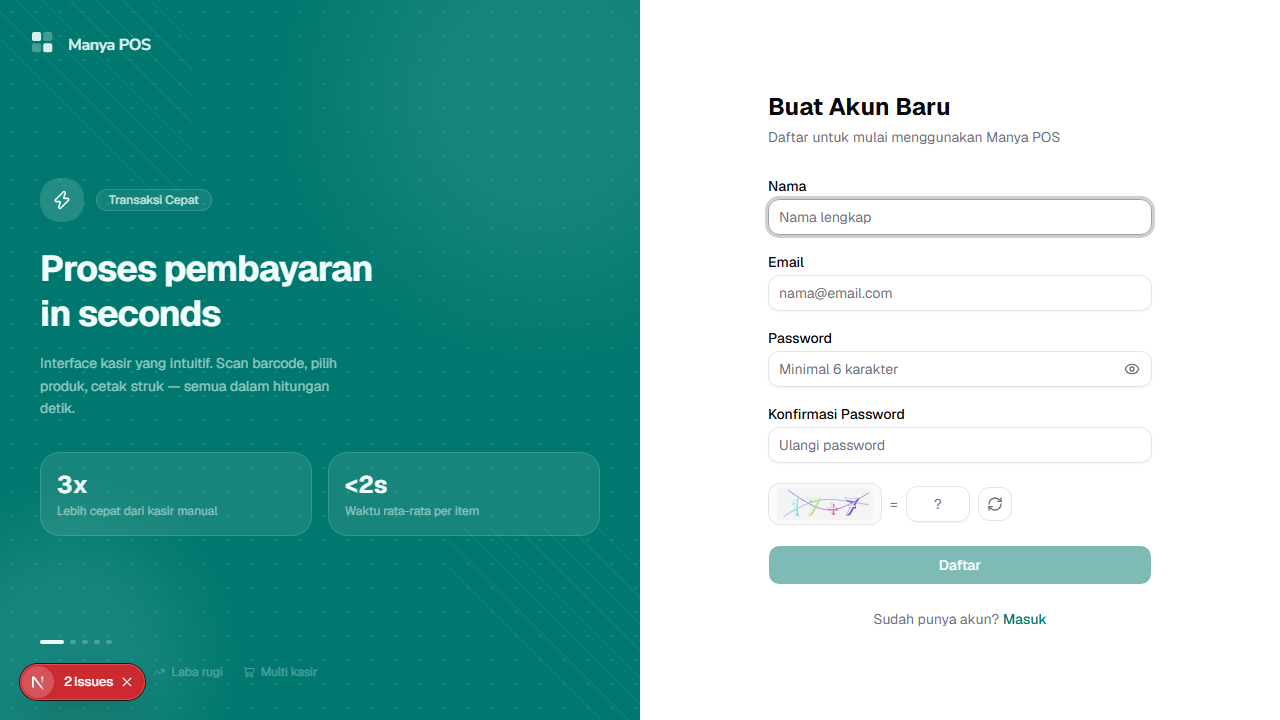 Manya POS
Transaksi Cepat
Proses pembayaran
in seconds
Interface kasir yang intuitif. Scan barcode, pilih
produk, cetak struk — semua dalam hitungan
detik.
3x
Lebih cepat dari kasir manual
<2s
Waktu rata-rata per item
Laba rugi
Multi kasir
2 Issues
Buat Akun Baru
Daftar untuk mulai menggunakan Manya POS
Nama
Nama lengkap
Email
nama@email.com
Password
Minimal 6 karakter
Konfirmasi Password
Ulangi password
= ?
Daftar
Sudah punya akun? Masuk